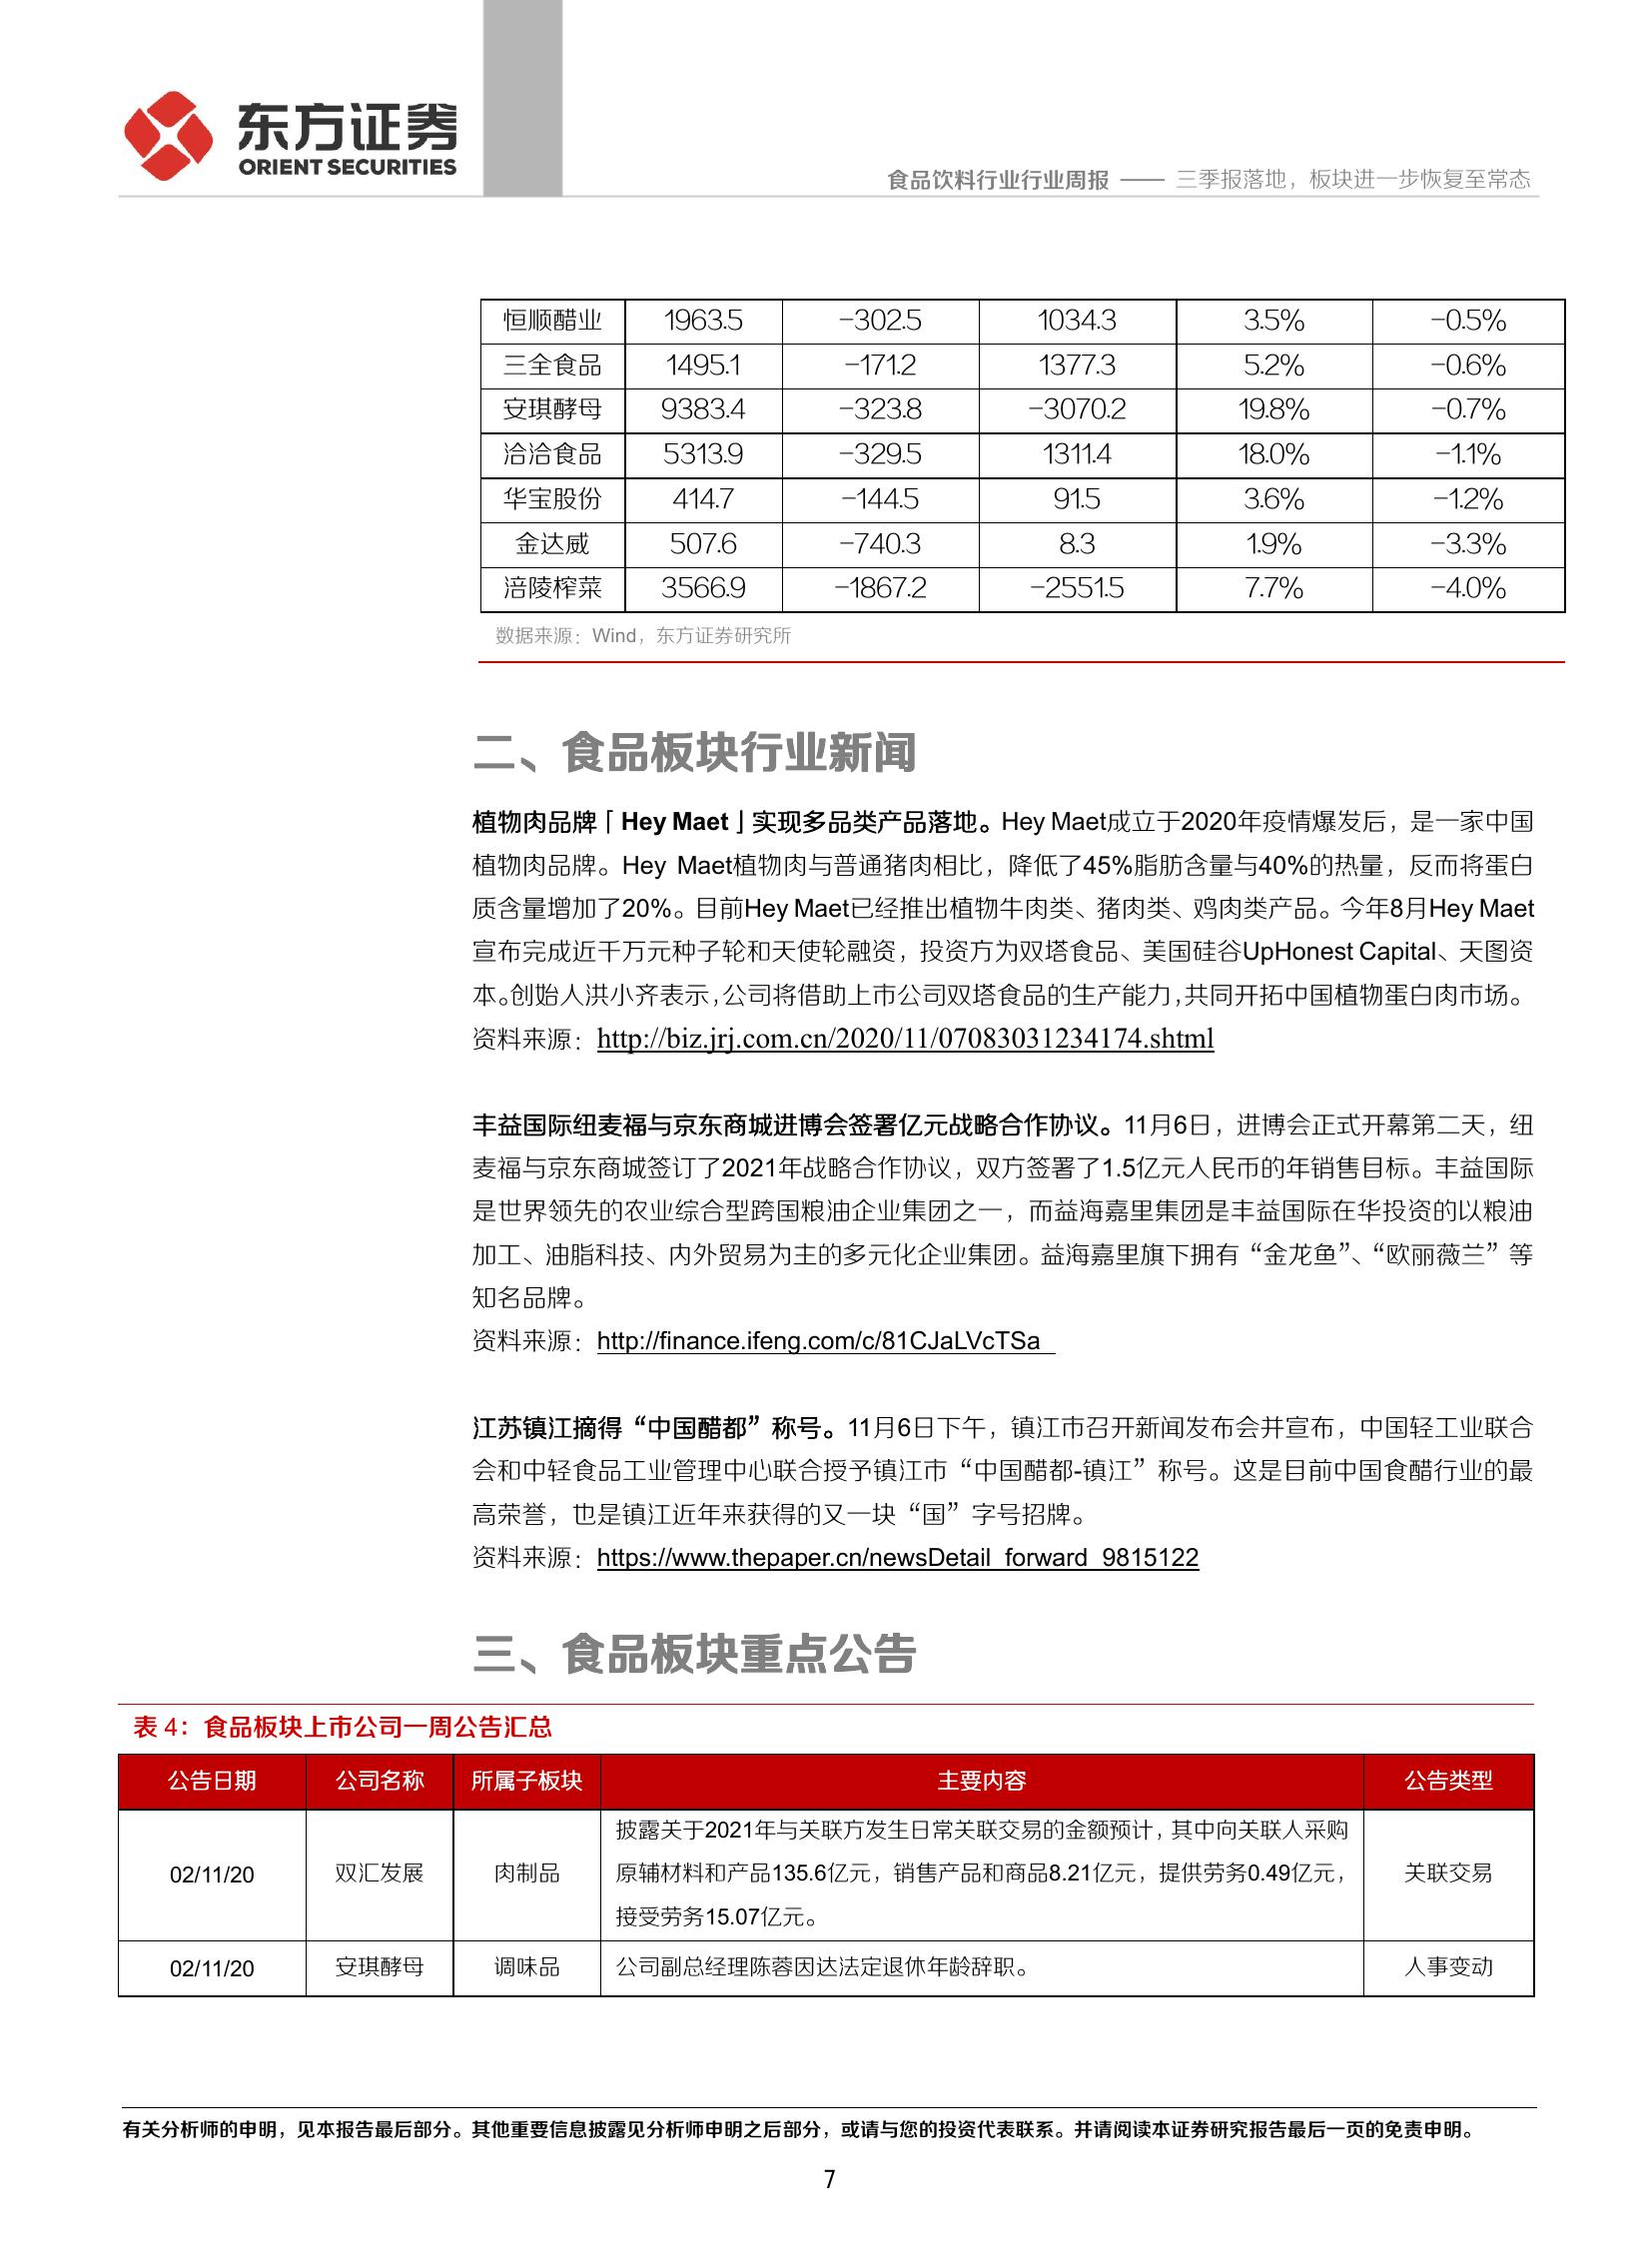 东方证券
ORIENT SECURITIES
食品饮料行业行业周报 —— 三季报落地，板块进一步恢复至常态
恒顺醋业 1963.5 -302.5 1034.3 3.5% -0.5%
三全食品 1495.1 -171.2 1377.3 5.2% -0.6%
安琪酵母 9383.4 -323.8 -3070.2 19.8% -0.7%
洽洽食品 5313.9 -329.5 1311.4 18.0% -1.1%
华宝股份 414.7 -144.5 91.5 3.6% -1.2%
金达威 507.6 -740.3 8.3 1.9% -3.3%
涪陵榨菜 3566.9 -1867.2 -2551.5 7.7% -4.0%
数据来源：Wind，东方证券研究所
二、食品板块行业新闻
植物肉品牌「Hey Maet」实现多品类产品落地。Hey Maet成立于2020年疫情爆发后，是一家中国
植物肉品牌。Hey Maet植物肉与普通猪肉相比，降低了45%脂肪含量与40%的热量，反而将蛋白
质含量增加了20%。目前Hey Maet已经推出植物牛肉类、猪肉类、鸡肉类产品。今年8月Hey Maet
宣布完成近千万元种子轮和天使轮融资，投资方为双塔食品、美国硅谷UpHonest Capital、天图资
本。创始人洪小齐表示，公司将借助上市公司双塔食品的生产能力，共同开拓中国植物蛋白肉市场。
资料来源：http://biz.jrj.com.cn/2020/11/07083031234174.shtml
丰益国际纽麦福与京东商城进博会签署亿元战略合作协议。11月6日，进博会正式开幕第二天，纽
麦福与京东商城签订了2021年战略合作协议，双方签署了1.5亿元人民币的年销售目标。丰益国际
是世界领先的农业综合型跨国粮油企业集团之一，而益海嘉里集团是丰益国际在华投资的以粮油
加工、油脂科技、内外贸易为主的多元化企业集团。益海嘉里旗下拥有“金龙鱼”、“欧丽薇兰”等
知名品牌。
资料来源：http://finance.ifeng.com/c/81CJaLVcTSa
江苏镇江摘得“中国醋都”称号。11月6日下午，镇江市召开新闻发布会并宣布，中国轻工业联合
会和中轻食品工业管理中心联合授予镇江市“中国醋都-镇江”称号。这是目前中国食醋行业的最
高荣誉，也是镇江近年来获得的又一块“国”字号招牌。
资料来源：https://www.thepaper.cn/newsDetail_forward_9815122
三、食品板块重点公告
表 4：食品板块上市公司一周公告汇总
公告日期 公司名称 所属子板块 主要内容 公告类型
02/11/20 双汇发展 肉制品 披露关于2021年与关联方发生日常关联交易的金额预计，其中向关联人采购
原辅材料和产品135.6亿元，销售产品和商品8.21亿元，提供劳务0.49亿元，
接受劳务15.07亿元。 关联交易
02/11/20 安琪酵母 调味品 公司副总经理陈蓉因达法定退休年龄辞职。 人事变动
有关分析师的申明，见本报告最后部分。其他重要信息披露见分析师申明之后部分，或请与您的投资代表联系。并请阅读本证券研究报告最后一页的免责申明。
7